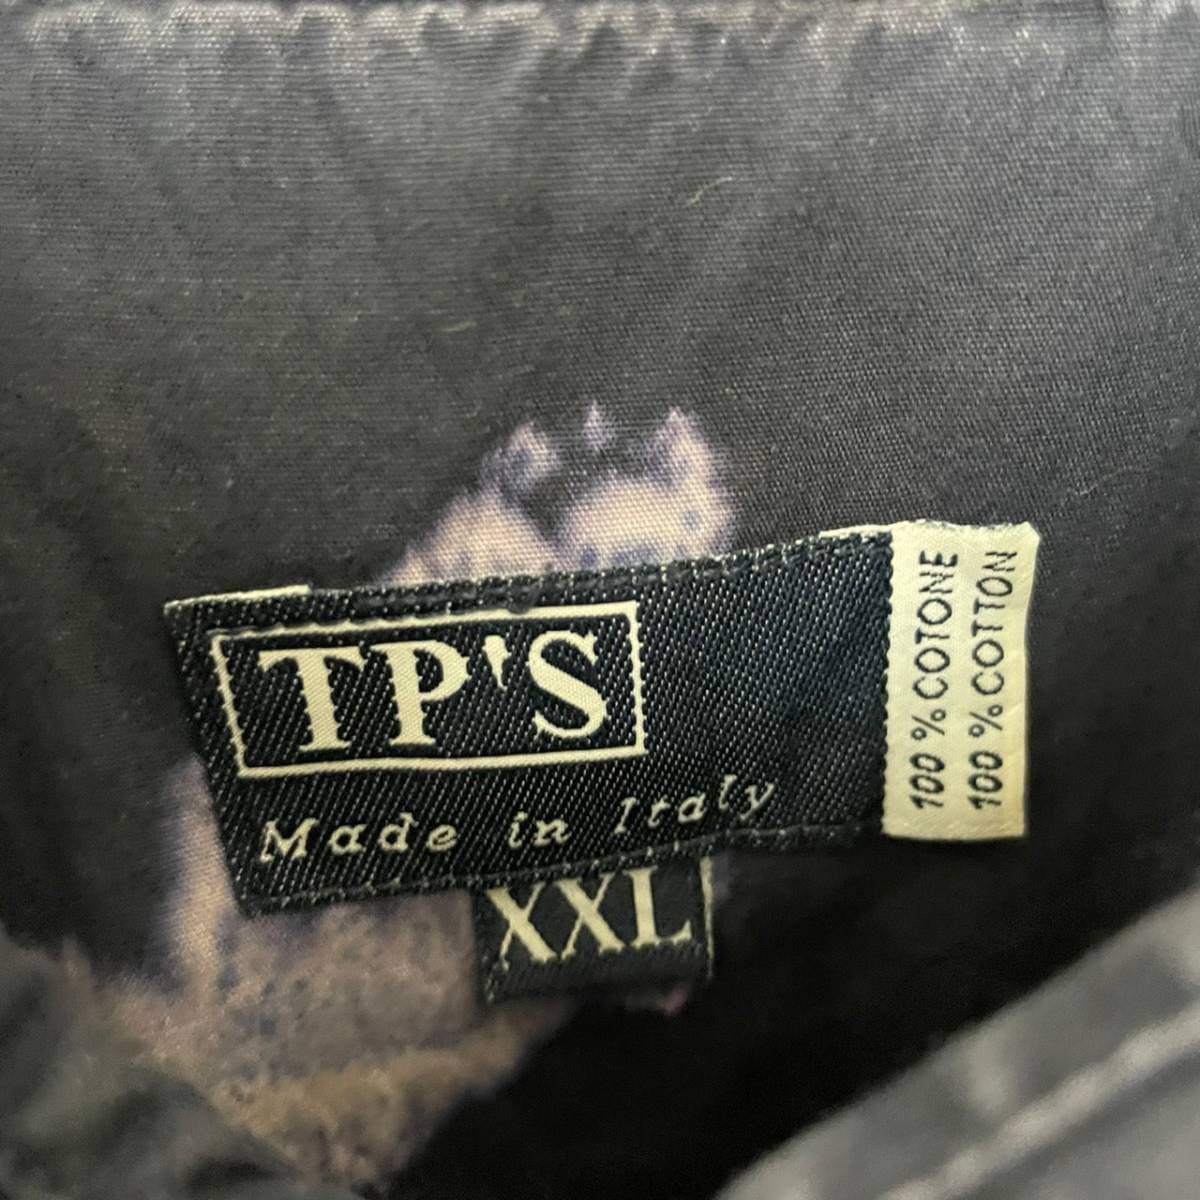 TP'S
Made in Italy
XXL
100 % COTONE
100 % COTTON